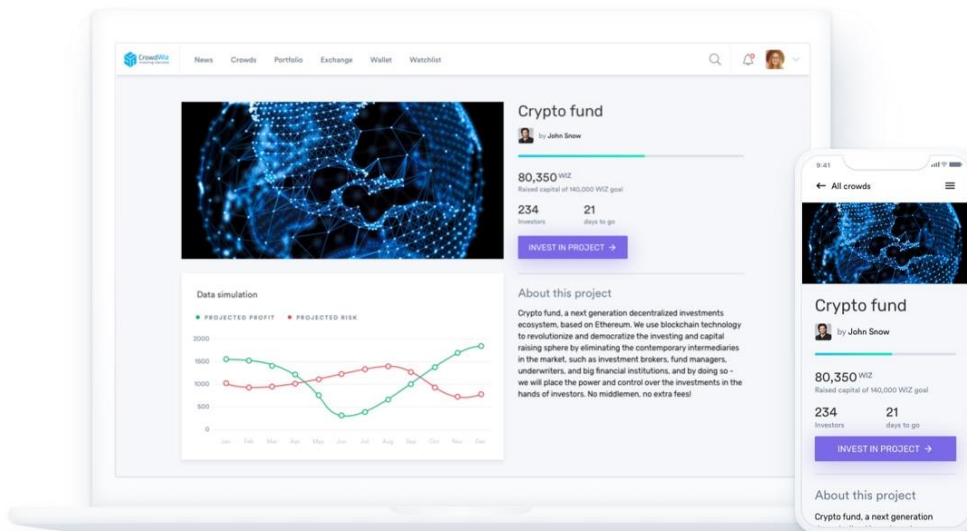 CrowdWiz
News Crowds Portfolio Exchange Wallet Watchlist
Crypto fund
by John Snow
80,350 WIZ
Raised capital of 140,000 WIZ goal
234 21
Investors days to go
INVEST IN PROJECT →
Data simulation
PROJECTED PROFIT PROJECTED RISK
2000
1500
1000
500
0
Jan Feb Mar Apr May Jun Jul Aug Sep Oct Nov Dec
About this project
Crypto fund, a next generation decentralized investments
ecosystem, based on Ethereum. We use blockchain technology
to revolutionize and democratize the investing and capital
raising sphere by eliminating the contemporary intermediaries
in the market, such as investment brokers, fund managers,
underwriters, and big financial institutions, and by doing so -
we will place the power and control over the investments in the
hands of investors. No middlemen, no extra fees!
9:41
← All crowds
Crypto fund
by John Snow
80,350 WIZ
Raised capital of 140,000 WIZ goal
234 21
Investors days to go
INVEST IN PROJECT →
About this project
Crypto fund, a next generation